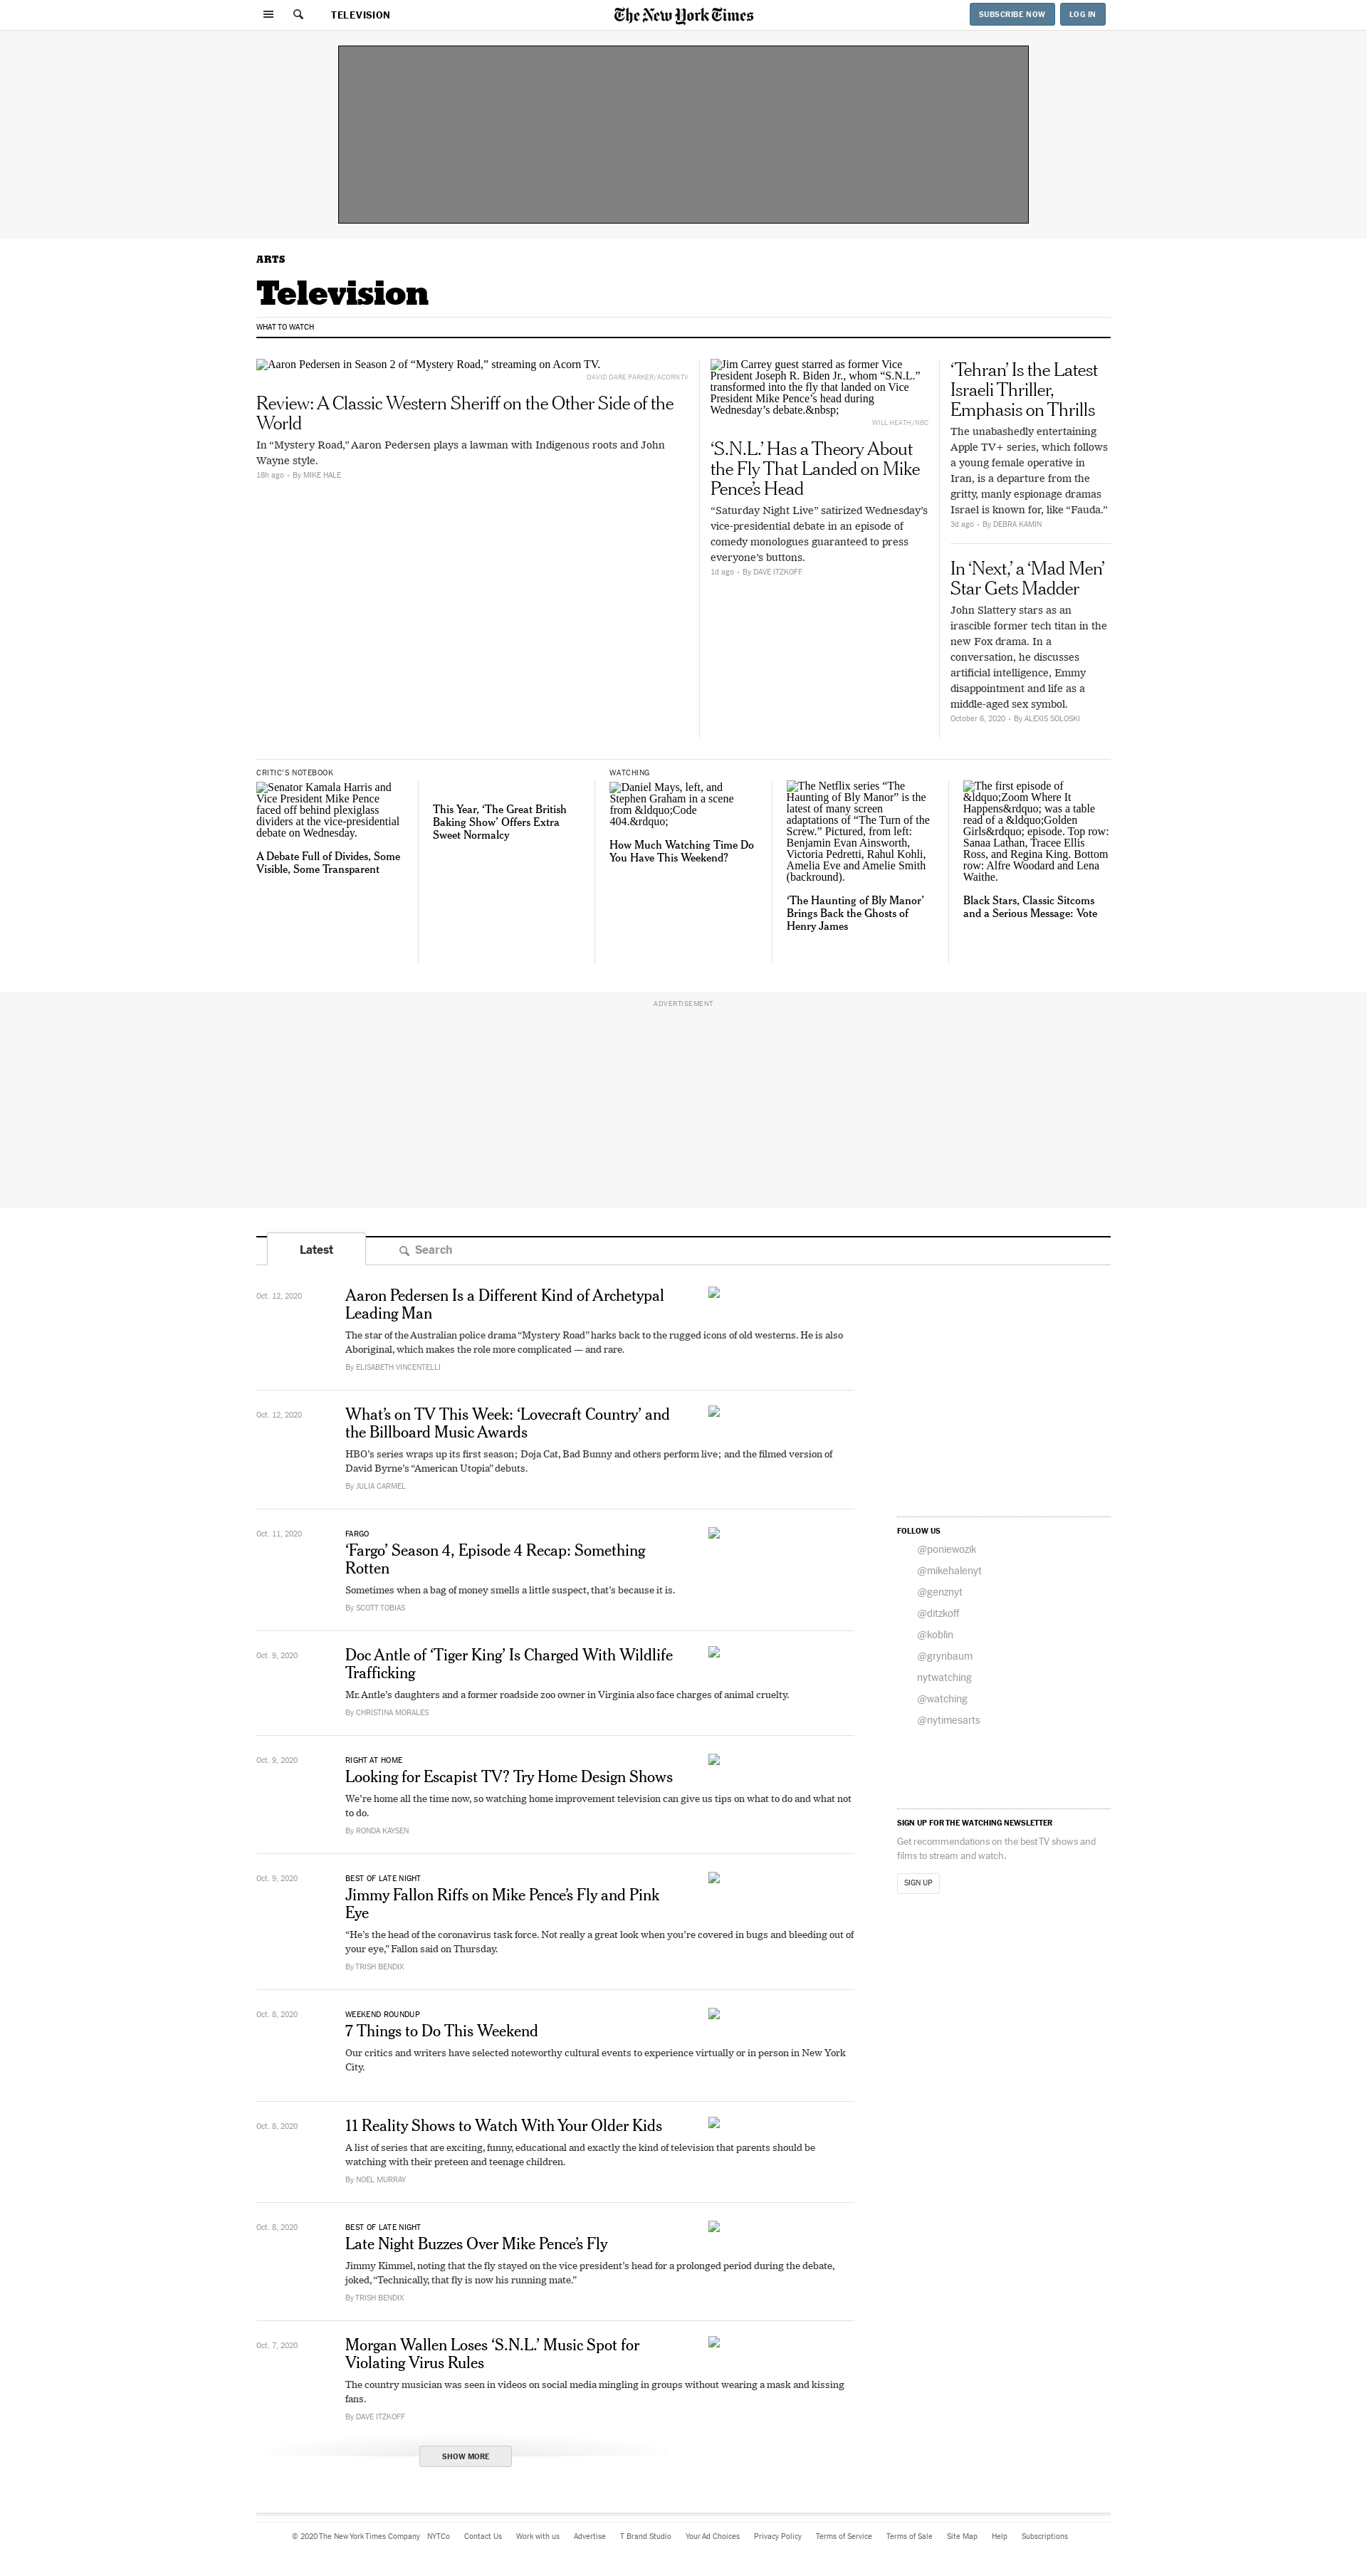 TELEVISION
The New York Times
SUBSCRIBE NOW
LOG IN
ARTS
Television
WHAT TO WATCH
Aaron Pedersen in Season 2 of “Mystery Road,” streaming on Acorn TV.
DAVID DARE PARKER/ACORN TV
Review: A Classic Western Sheriff on the Other Side of the
World
In “Mystery Road,” Aaron Pedersen plays a lawman with Indigenous roots and John
Wayne style.
18h ago • By MIKE HALE
Jim Carrey guest starred as former Vice
President Joseph R. Biden Jr., whom “S.N.L.”
transformed into the fly that landed on Vice
President Mike Pence’s head during
Wednesday’s debate.&nbsp;
WILL HEATH/NBC
‘S.N.L.’ Has a Theory About
the Fly That Landed on Mike
Pence’s Head
“Saturday Night Live” satirized Wednesday’s
vice-presidential debate in an episode of
comedy monologues guaranteed to press
everyone’s buttons.
1d ago • By DAVE ITZKOFF
‘Tehran’ Is the Latest
Israeli Thriller,
Emphasis on Thrills
The unabashedly entertaining
Apple TV+ series, which follows
a young female operative in
Iran, is a departure from the
gritty, manly espionage dramas
Israel is known for, like “Fauda.”
3d ago • By DEBRA KAMIN
In ‘Next,’ a ‘Mad Men’
Star Gets Madder
John Slattery stars as an
irascible former tech titan in the
new Fox drama. In a
conversation, he discusses
artificial intelligence, Emmy
disappointment and life as a
middle-aged sex symbol.
October 6, 2020 • By ALEXIS SOLOSKI
CRITIC’S NOTEBOOK
Senator Kamala Harris and
Vice President Mike Pence
faced off behind plexiglass
dividers at the vice-presidential
debate on Wednesday.
A Debate Full of Divides, Some
Visible, Some Transparent
This Year, ‘The Great British
Baking Show’ Offers Extra
Sweet Normalcy
WATCHING
Daniel Mays, left, and
Stephen Graham in a scene
from &ldquo;Code
404.&rdquo;
How Much Watching Time Do
You Have This Weekend?
The Netflix series “The
Haunting of Bly Manor” is the
latest of many screen
adaptations of “The Turn of the
Screw.” Pictured, from left:
Benjamin Evan Ainsworth,
Victoria Pedretti, Rahul Kohli,
Amelia Eve and Amelie Smith
(backround).
‘The Haunting of Bly Manor’
Brings Back the Ghosts of
Henry James
The first episode of
&ldquo;Zoom Where It
Happens&rdquo; was a table
read of a &ldquo;Golden
Girls&rdquo; episode. Top row:
Sanaa Lathan, Tracee Ellis
Ross, and Regina King. Bottom
row: Alfre Woodard and Lena
Waithe.
Black Stars, Classic Sitcoms
and a Serious Message: Vote
ADVERTISEMENT
Latest
Search
Oct. 12, 2020
Aaron Pedersen Is a Different Kind of Archetypal
Leading Man
The star of the Australian police drama “Mystery Road” harks back to the rugged icons of old westerns. He is also
Aboriginal, which makes the role more complicated — and rare.
By ELISABETH VINCENTELLI
Oct. 12, 2020
What’s on TV This Week: ‘Lovecraft Country’ and
the Billboard Music Awards
HBO’s series wraps up its first season; Doja Cat, Bad Bunny and others perform live; and the filmed version of
David Byrne’s “American Utopia” debuts.
By JULIA CARMEL
Oct. 11, 2020
FARGO
‘Fargo’ Season 4, Episode 4 Recap: Something
Rotten
Sometimes when a bag of money smells a little suspect, that’s because it is.
By SCOTT TOBIAS
Oct. 9, 2020
Doc Antle of ‘Tiger King’ Is Charged With Wildlife
Trafficking
Mr. Antle’s daughters and a former roadside zoo owner in Virginia also face charges of animal cruelty.
By CHRISTINA MORALES
Oct. 9, 2020
RIGHT AT HOME
Looking for Escapist TV? Try Home Design Shows
We’re home all the time now, so watching home improvement television can give us tips on what to do and what not
to do.
By RONDA KAYSEN
Oct. 9, 2020
BEST OF LATE NIGHT
Jimmy Fallon Riffs on Mike Pence’s Fly and Pink
Eye
“He’s the head of the coronavirus task force. Not really a great look when you’re covered in bugs and bleeding out of
your eye,” Fallon said on Thursday.
By TRISH BENDIX
Oct. 8, 2020
WEEKEND ROUNDUP
7 Things to Do This Weekend
Our critics and writers have selected noteworthy cultural events to experience virtually or in person in New York
City.
Oct. 8, 2020
11 Reality Shows to Watch With Your Older Kids
A list of series that are exciting, funny, educational and exactly the kind of television that parents should be
watching with their preteen and teenage children.
By NOEL MURRAY
Oct. 8, 2020
BEST OF LATE NIGHT
Late Night Buzzes Over Mike Pence’s Fly
Jimmy Kimmel, noting that the fly stayed on the vice president’s head for a prolonged period during the debate,
joked, “Technically, that fly is now his running mate.”
By TRISH BENDIX
Oct. 7, 2020
Morgan Wallen Loses ‘S.N.L.’ Music Spot for
Violating Virus Rules
The country musician was seen in videos on social media mingling in groups without wearing a mask and kissing
fans.
By DAVE ITZKOFF
SHOW MORE
FOLLOW US
@poniewozik
@mikehalenyt
@genznyt
@ditzkoff
@koblin
@grynbaum
nytwatching
@watching
@nytimesarts
SIGN UP FOR THE WATCHING NEWSLETTER
Get recommendations on the best TV shows and
films to stream and watch.
SIGN UP
© 2020 The New York Times Company NYTCo Contact Us Work with us Advertise T Brand Studio Your Ad Choices Privacy Policy Terms of Service Terms of Sale Site Map Help Subscriptions